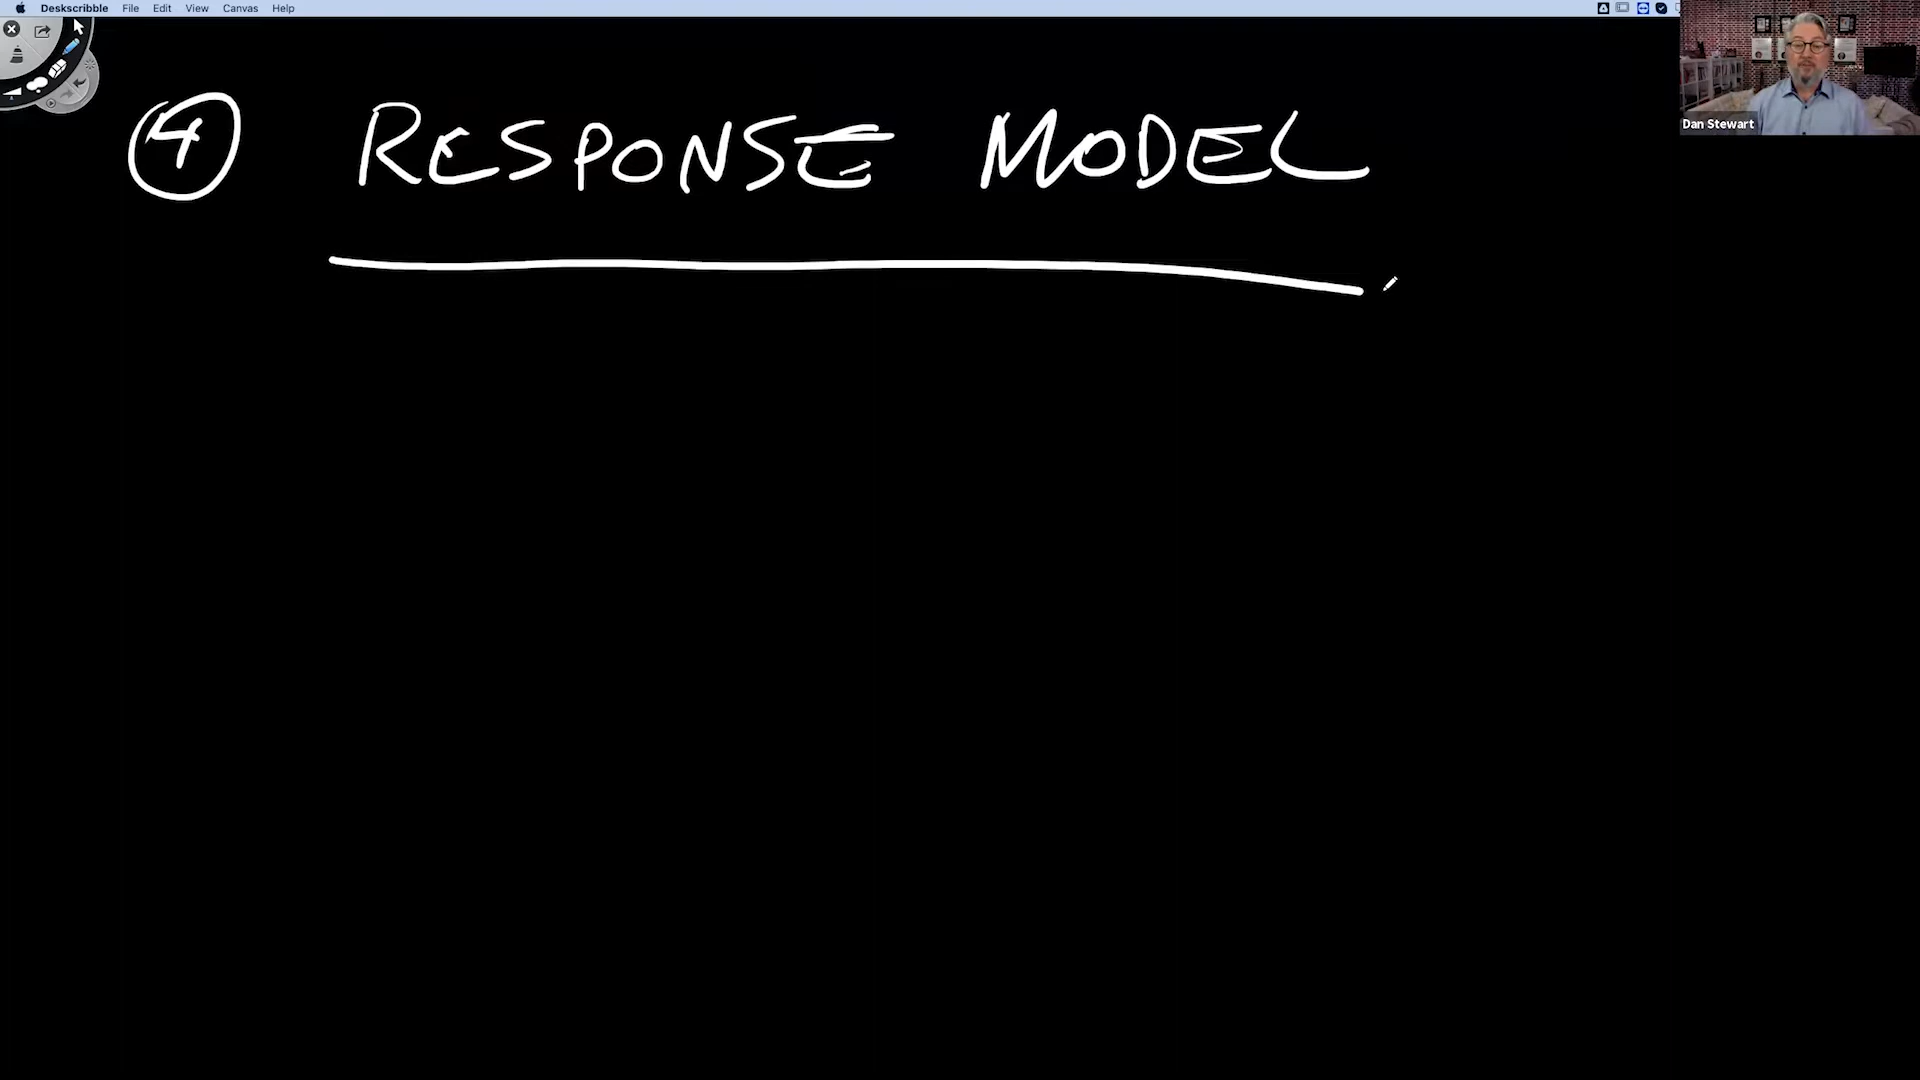 Deskscribble File Edit View Canvas Help
④ RESPONSE MODEL
Dan Stewart